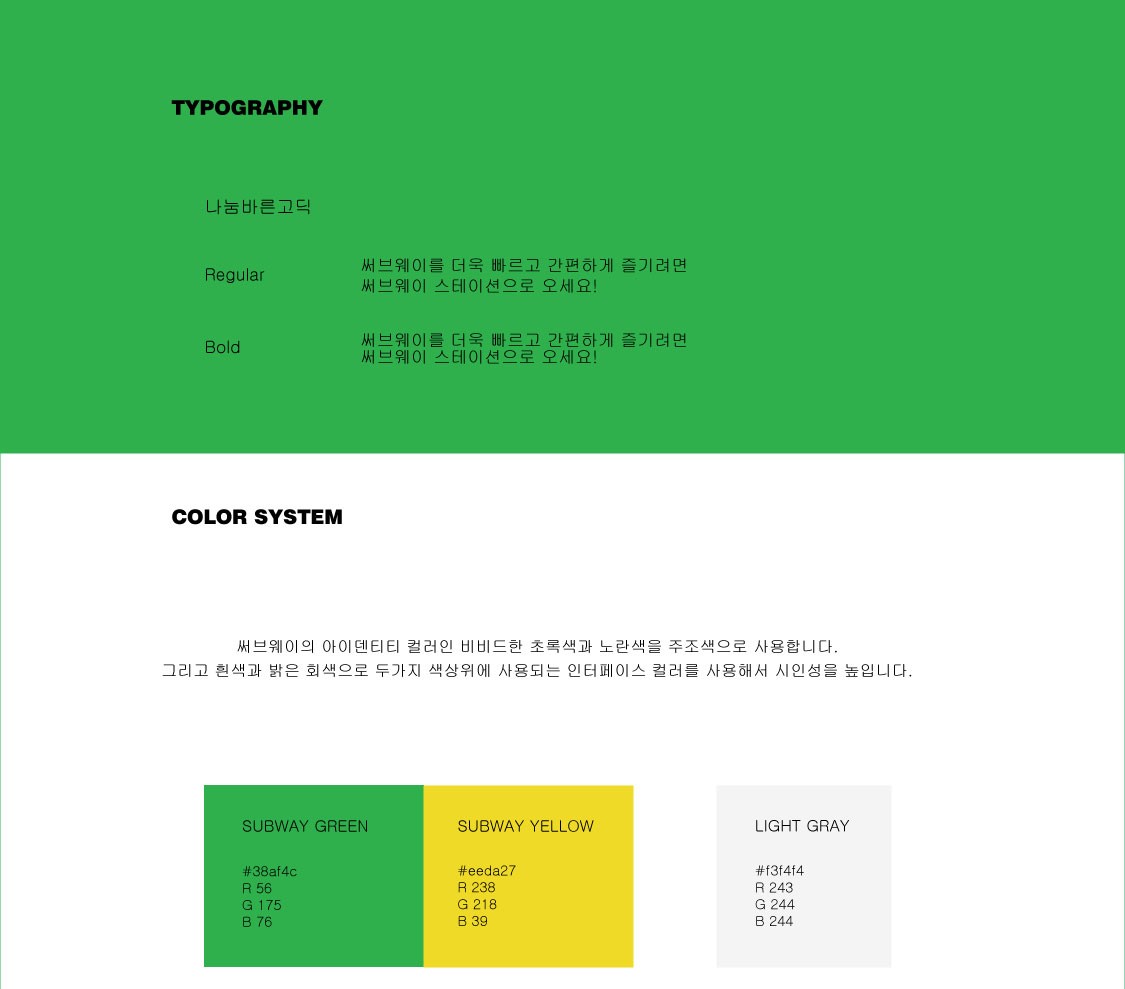 TYPOGRAPHY
나눔바른고딕
Regular
써브웨이를 더욱 빠르고 간편하게 즐기려면
써브웨이 스테이션으로 오세요!
Bold
써브웨이를 더욱 빠르고 간편하게 즐기려면
써브웨이 스테이션으로 오세요!
COLOR SYSTEM
써브웨이의 아이덴티티 컬러인 비비드한 초록색과 노란색을 주조색으로 사용합니다.
그리고 흰색과 밝은 회색으로 두가지 색상위에 사용되는 인터페이스 컬러를 사용해서 시인성을 높입니다.
SUBWAY GREEN
#38af4c
R 56
G 175
B 76
SUBWAY YELLOW
#eeda27
R 238
G 218
B 39
LIGHT GRAY
#f3f4f4
R 243
G 244
B 244